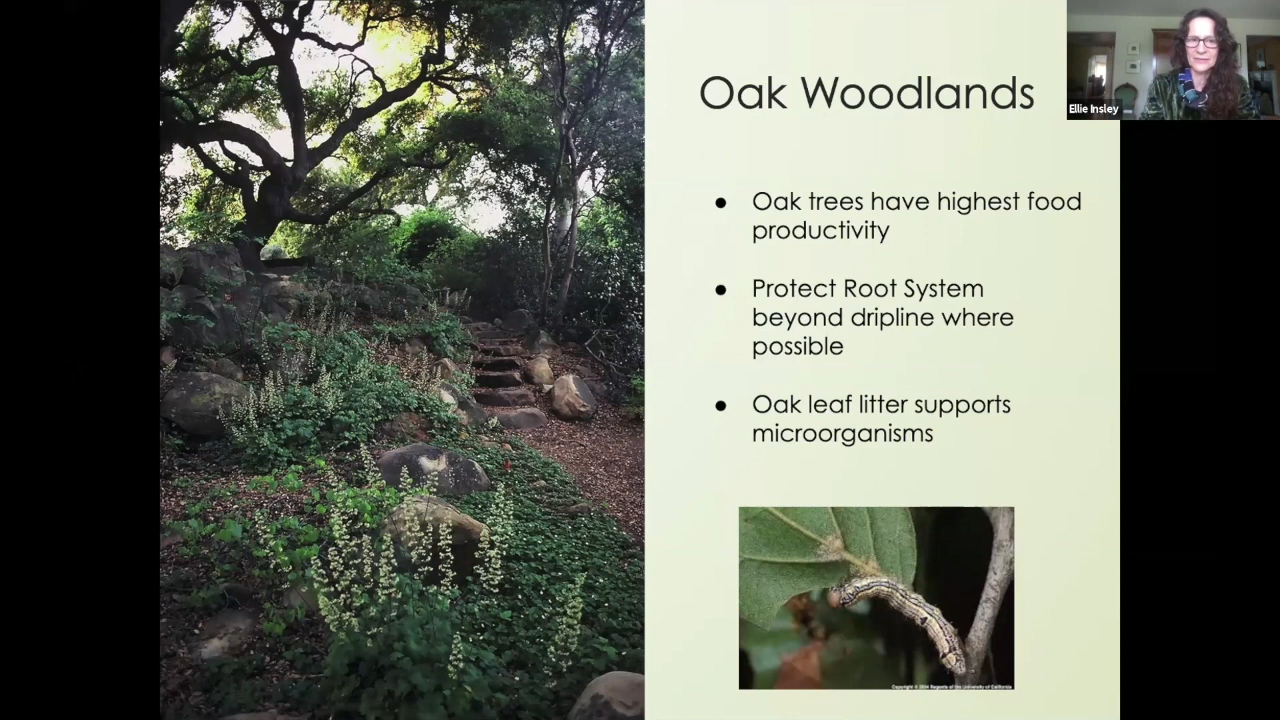 Oak Woodlands
Ellie Insley
● Oak trees have highest food
productivity
● Protect Root System
beyond dripline where
possible
● Oak leaf litter supports
microorganisms
Copyright © 2004 Regents of the University of California